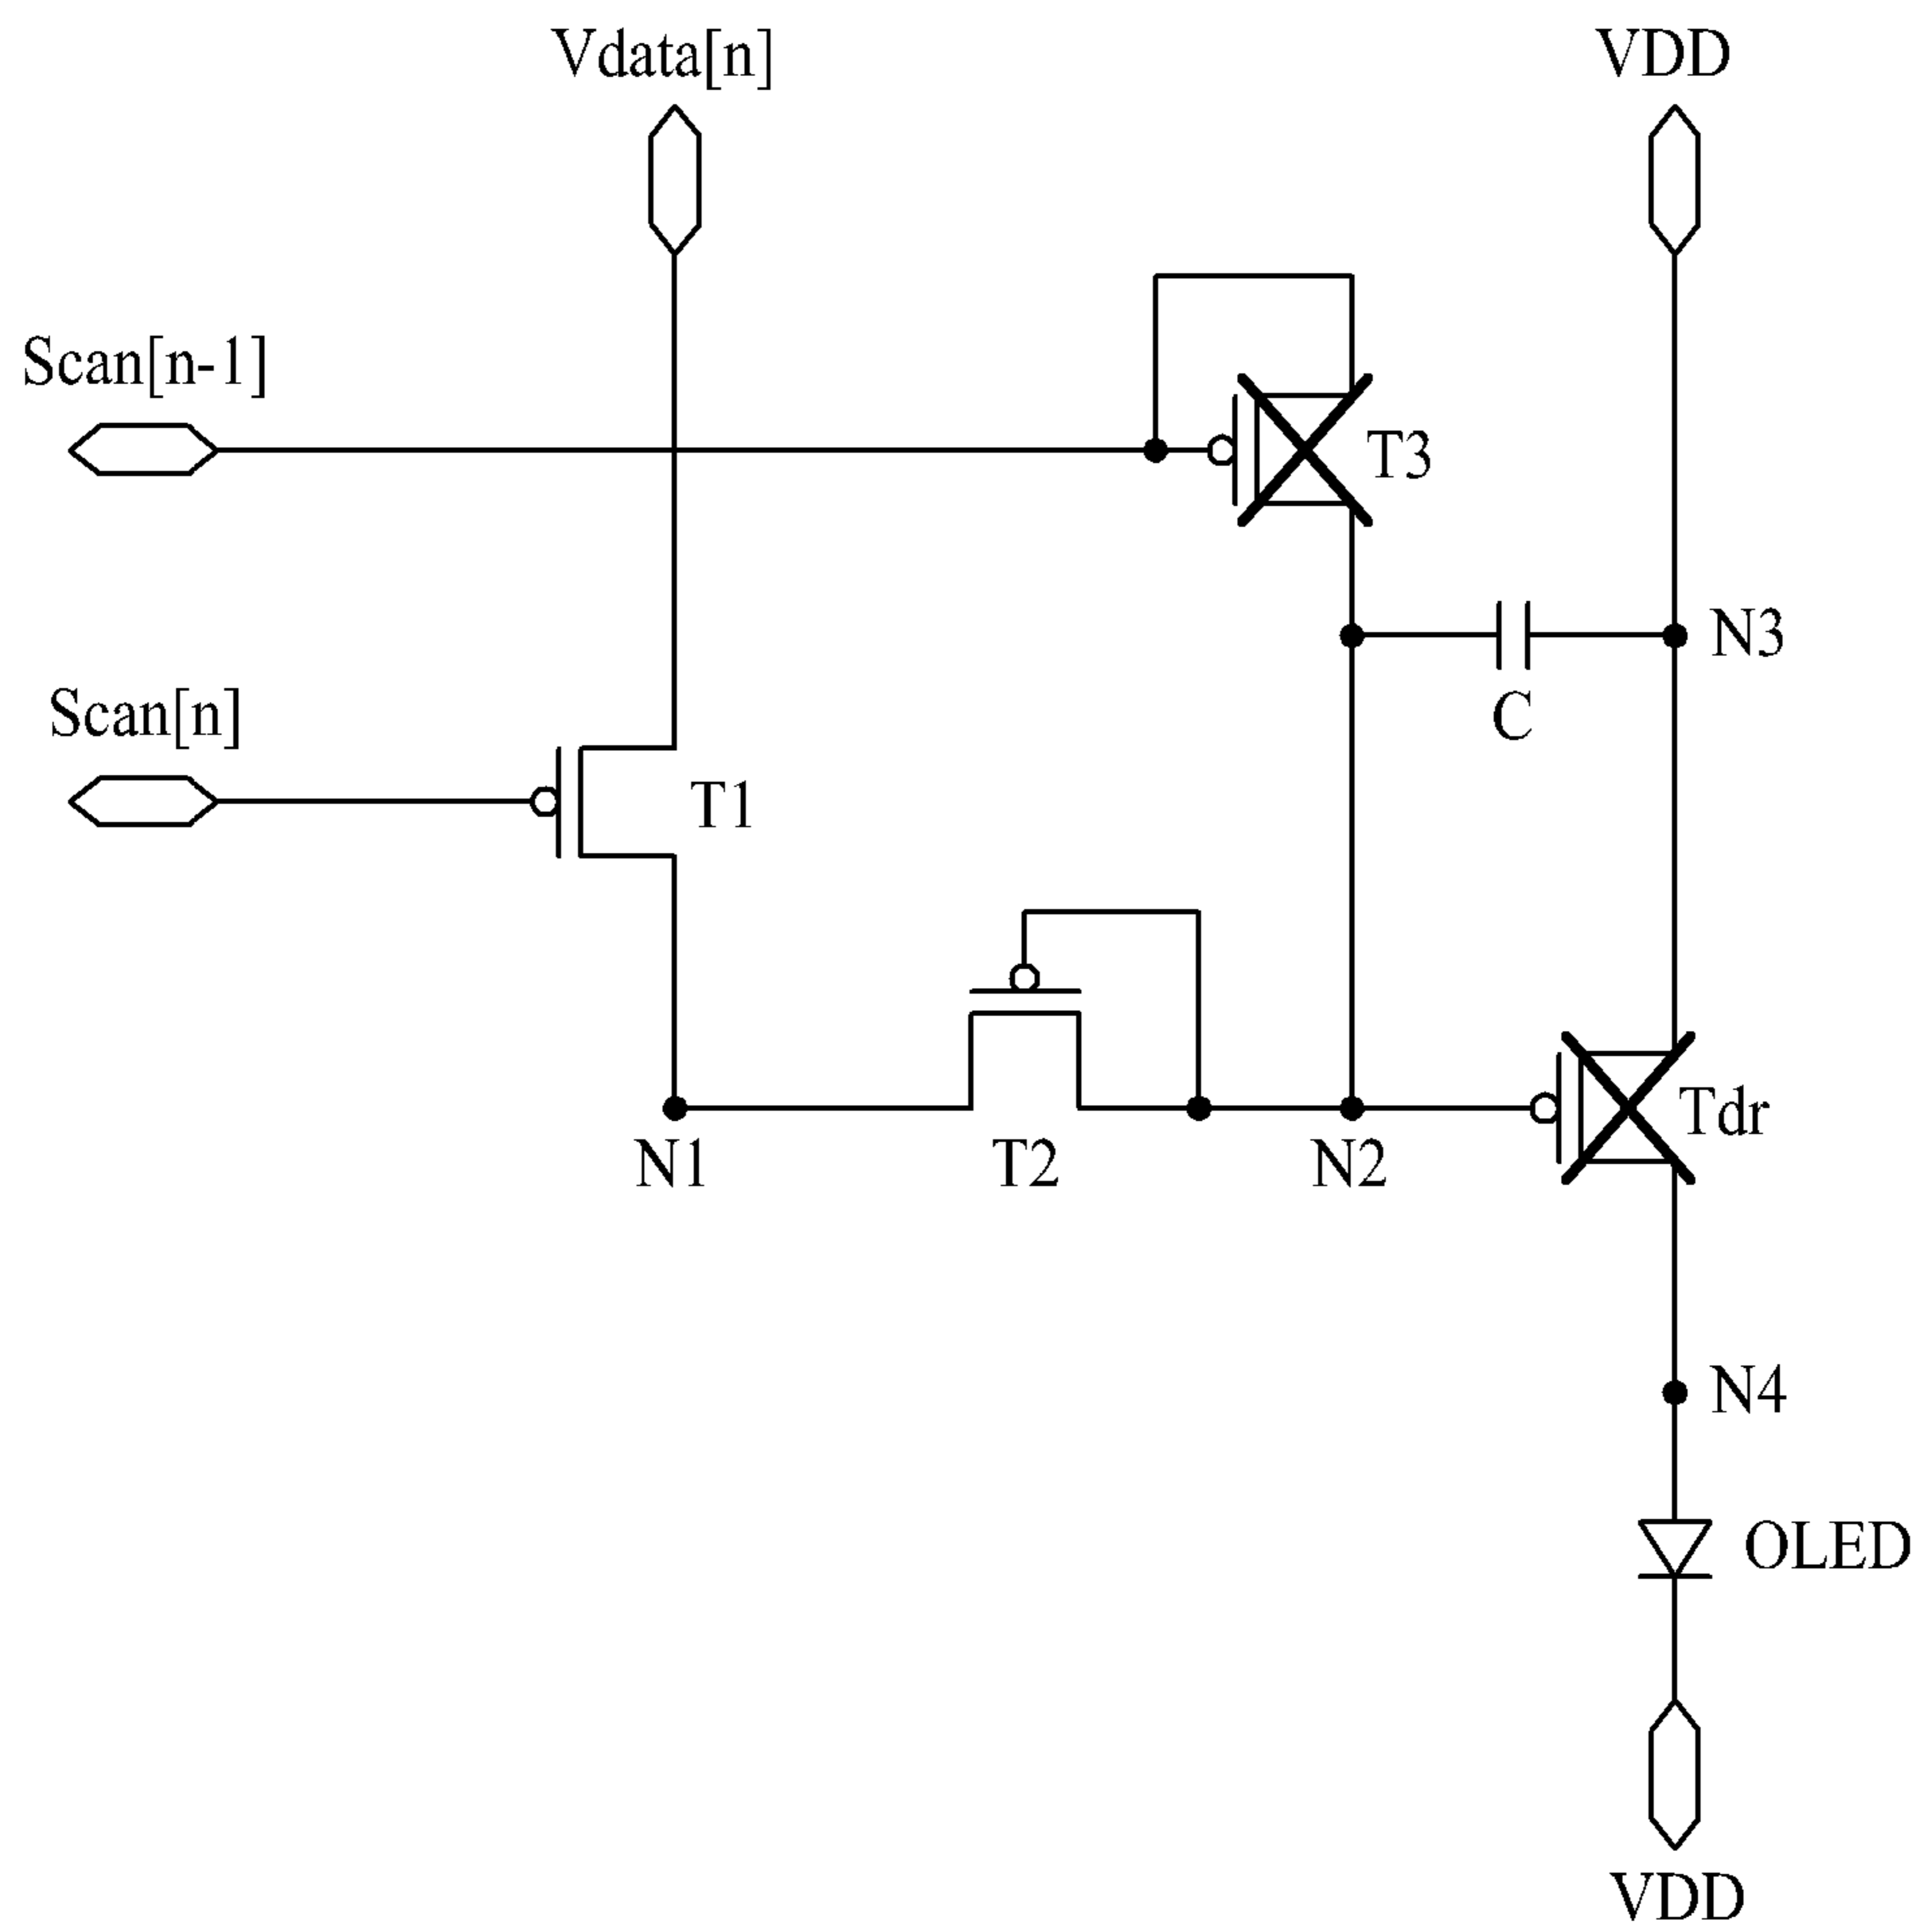 Vdata[n]
VDD
Scan[n-1]
T3
N3
Scan[n]
C
T1
Tdr
N1
T2
N2
N4
OLED
VDD